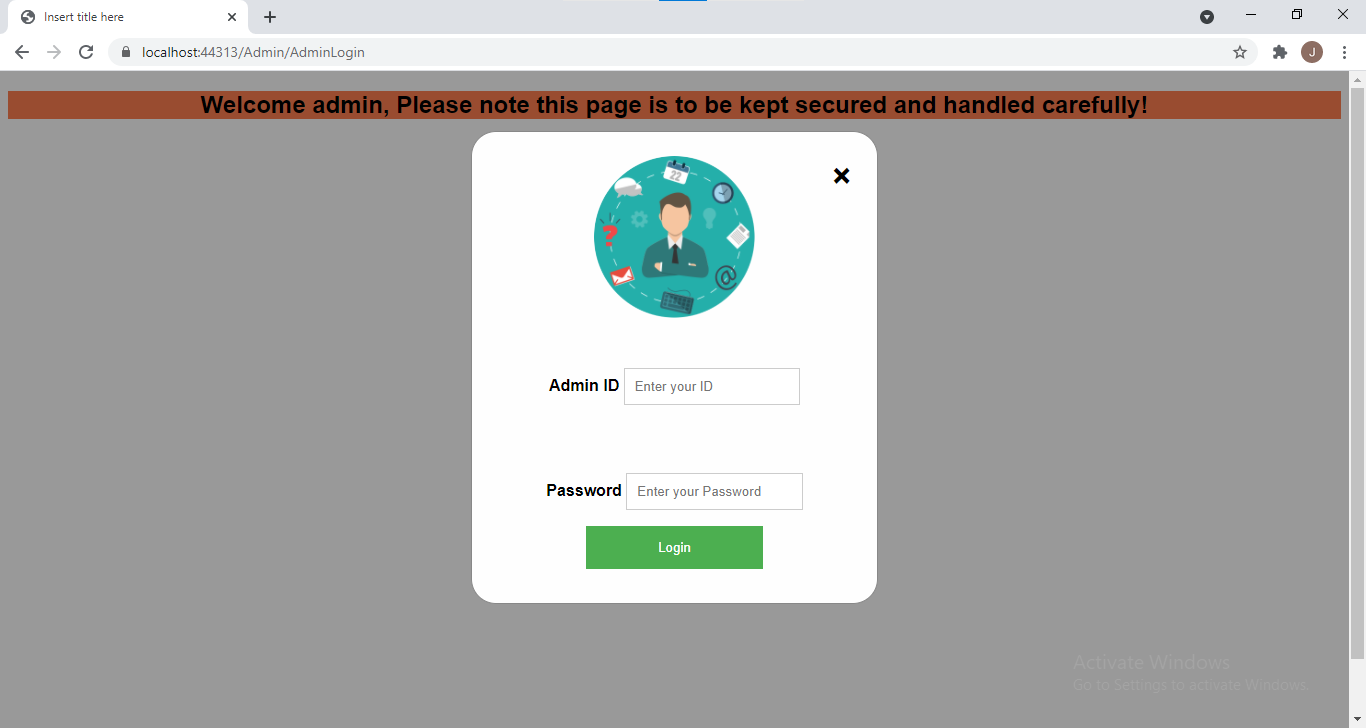 Insert title here
localhost:44313/Admin/AdminLogin
J
Welcome admin, Please note this page is to be kept secured and handled carefully!
22
?
@
Admin ID Enter your ID
Password Enter your Password
Login
Activate Windows
Go to Settings to activate Windows.